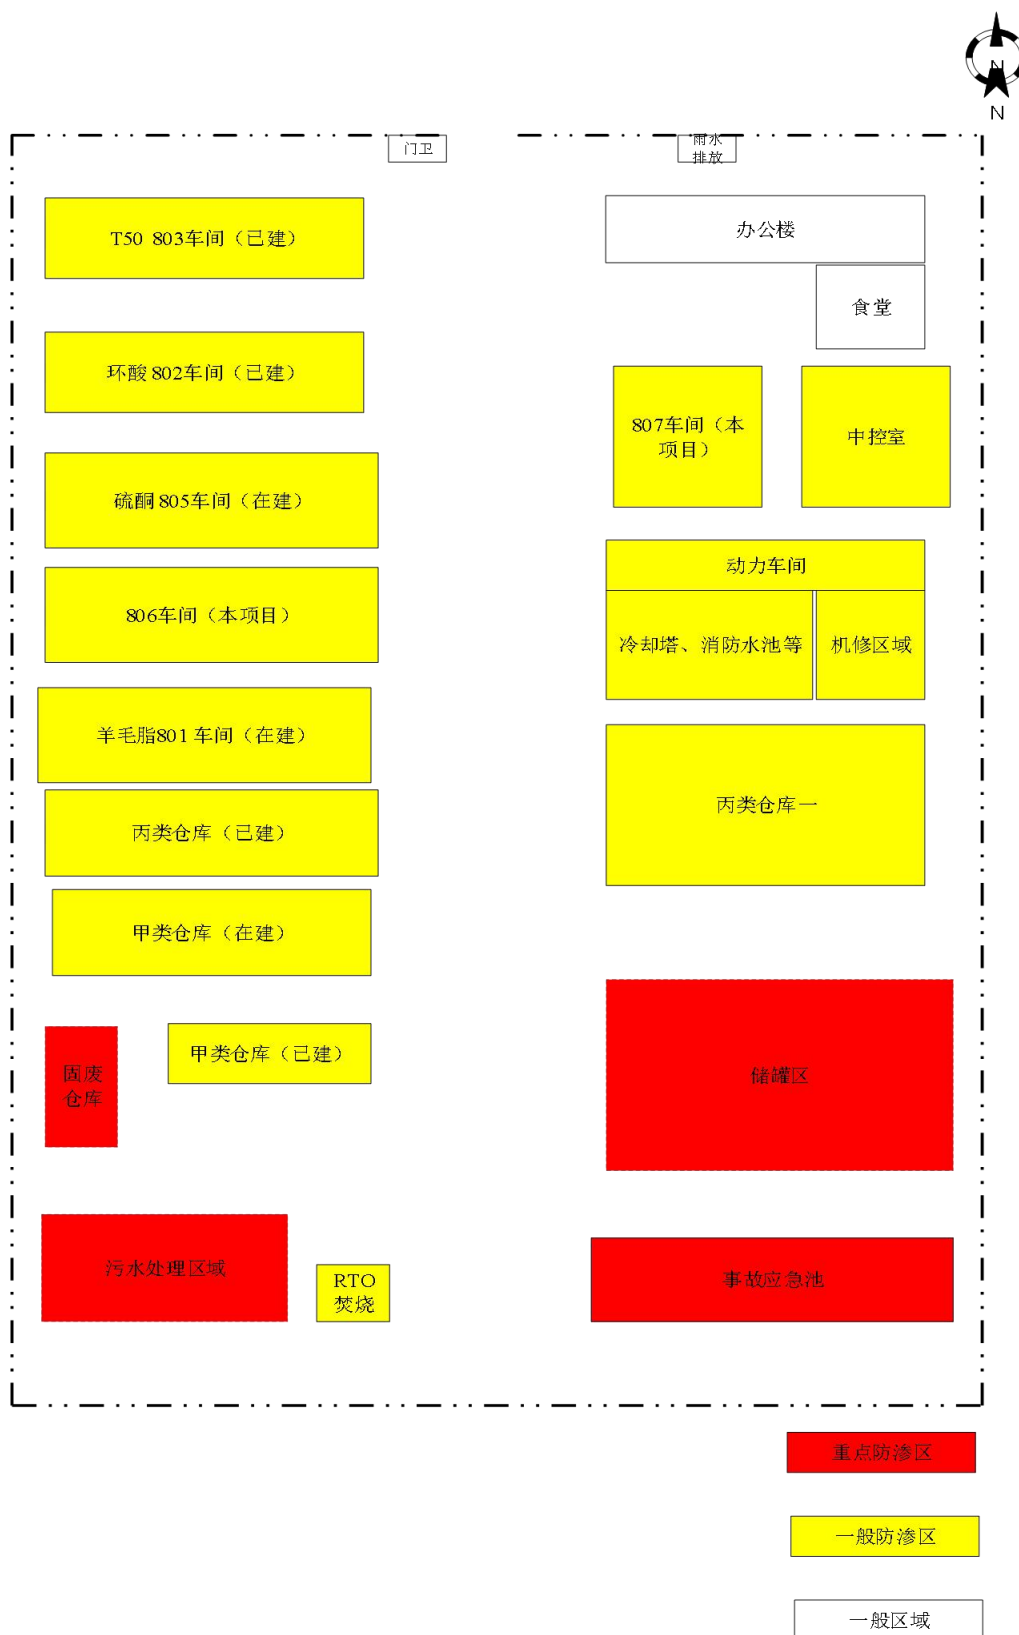 N
N
门卫
雨水
排放
T50 803车间（已建）
办公楼
食堂
环酸 802车间（已建）
807车间（本
项目）
中控室
硫酮 805车间（在建）
动力车间
806车间（本项目）
冷却塔、消防水池等
机修区域
羊毛脂801 车间（在建）
丙类仓库一
丙类仓库（已建）
甲类仓库（在建）
甲类仓库（已建）
固废
仓库
储罐区
污水处理区域
RTO
焚烧
事故应急池
重点防渗区
一般防渗区
一般区域